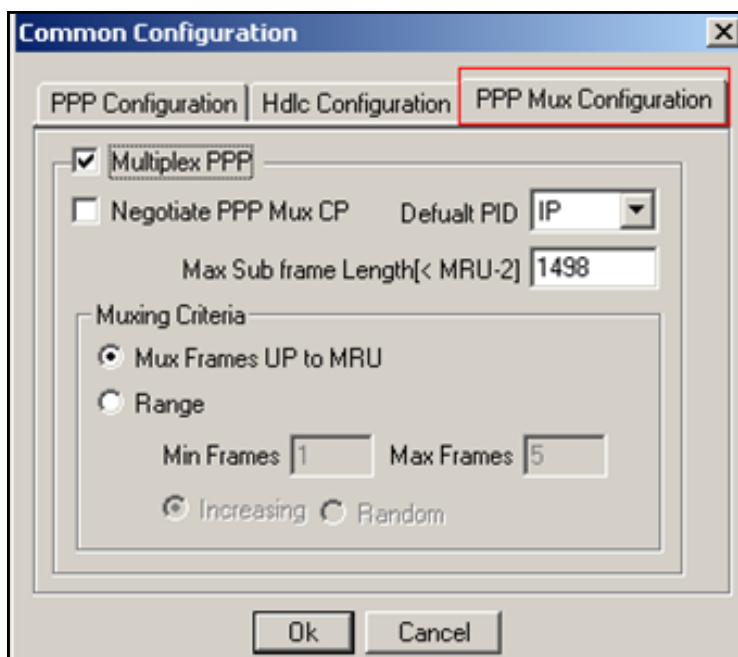 Common Configuration
PPP Configuration Hdlc Configuration PPP Mux Configuration
Multiplex PPP
Negotiate PPP Mux CP Defualt PID IP
Max Sub frame Length[< MRU-2] 1498
Muxing Criteria
Mux Frames UP to MRU
Range
Min Frames 1 Max Frames 5
Increasing Random
Ok Cancel